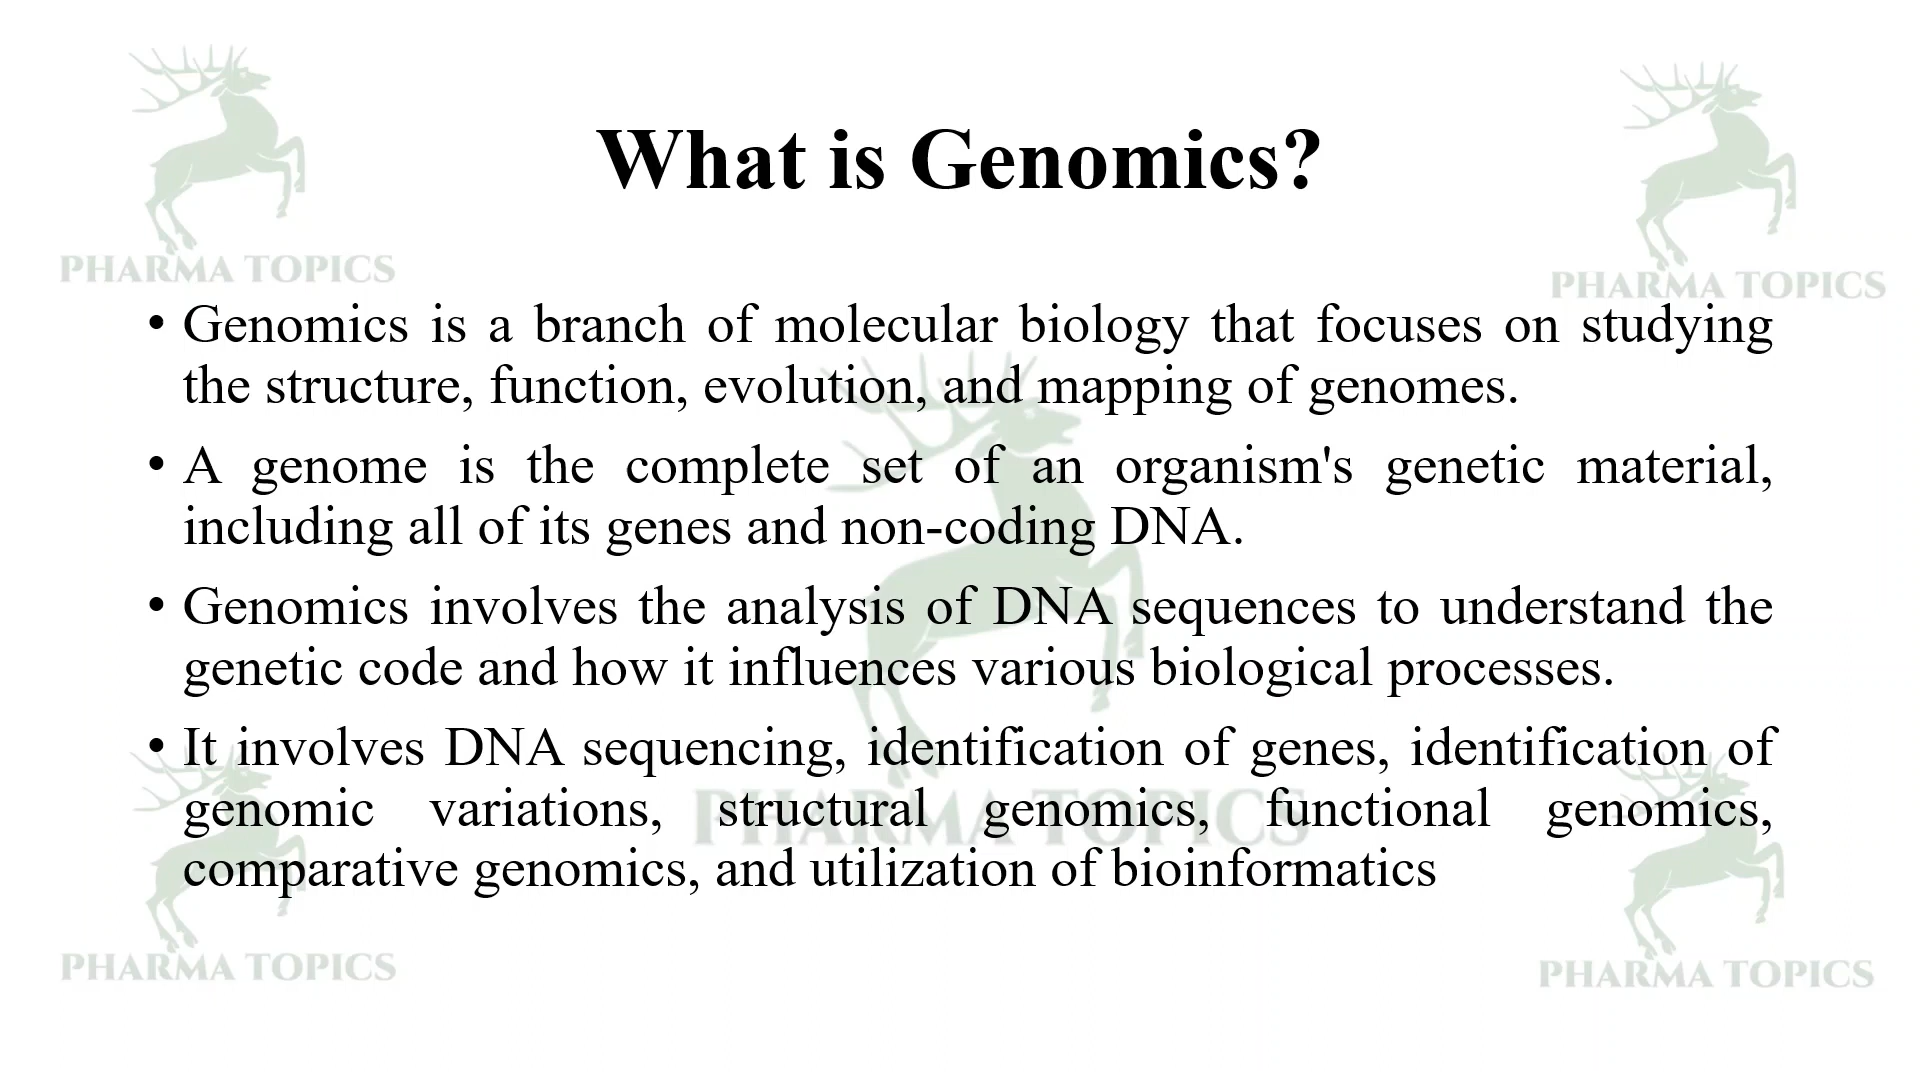 What is Genomics?
PHARMA TOPICS
PHARMA TOPICS
• Genomics is a branch of molecular biology that focuses on studying
the structure, function, evolution, and mapping of genomes.
• A genome is the complete set of an organism's genetic material,
including all of its genes and non-coding DNA.
• Genomics involves the analysis of DNA sequences to understand the
genetic code and how it influences various biological processes.
• It involves DNA sequencing, identification of genes, identification of
genomic variations, structural genomics, functional genomics,
PHARMA TOPICS
comparative genomics, and utilization of bioinformatics
PHARMA TOPICS
PHARMA TOPICS